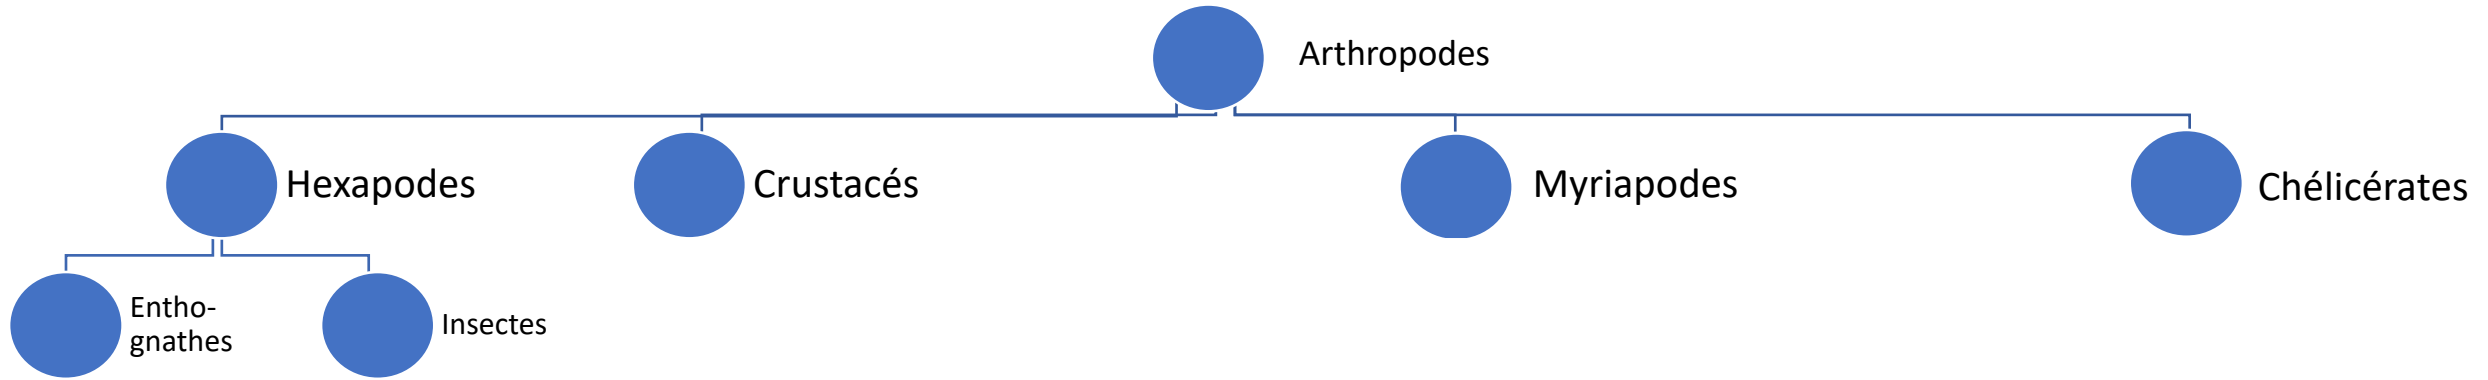 Arthropodes
Hexapodes
Crustacés
Myriapodes
Chélicérates
Entho-
gnathes
Insectes